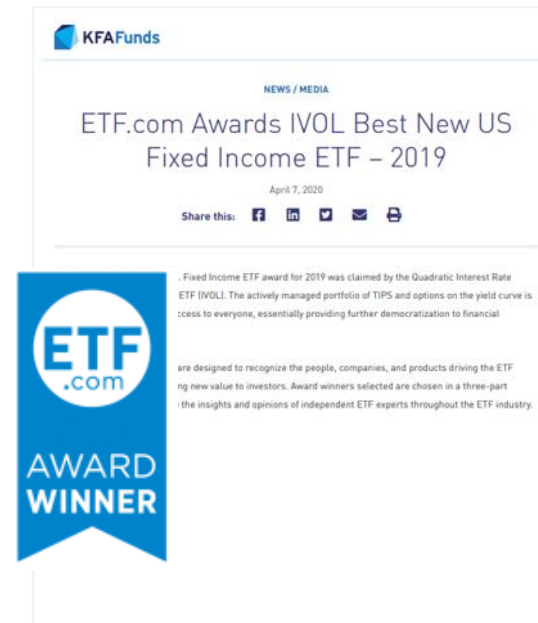 KFAFunds
NEWS / MEDIA
ETF.com Awards IVOL Best New US
Fixed Income ETF – 2019
April 7, 2020
Share this:
. Fixed Income ETF award for 2019 was claimed by the Quadratic Interest Rate
ETF (IVOL). The actively managed portfolio of TIPS and options on the yield curve is
ccess to everyone, essentially providing further democratization to financial
are designed to recognize the people, companies, and products driving the ETF
ng new value to investors. Award winners selected are chosen in a three-part
the insights and opinions of independent ETF experts throughout the ETF industry.
ETF
.com
AWARD
WINNER